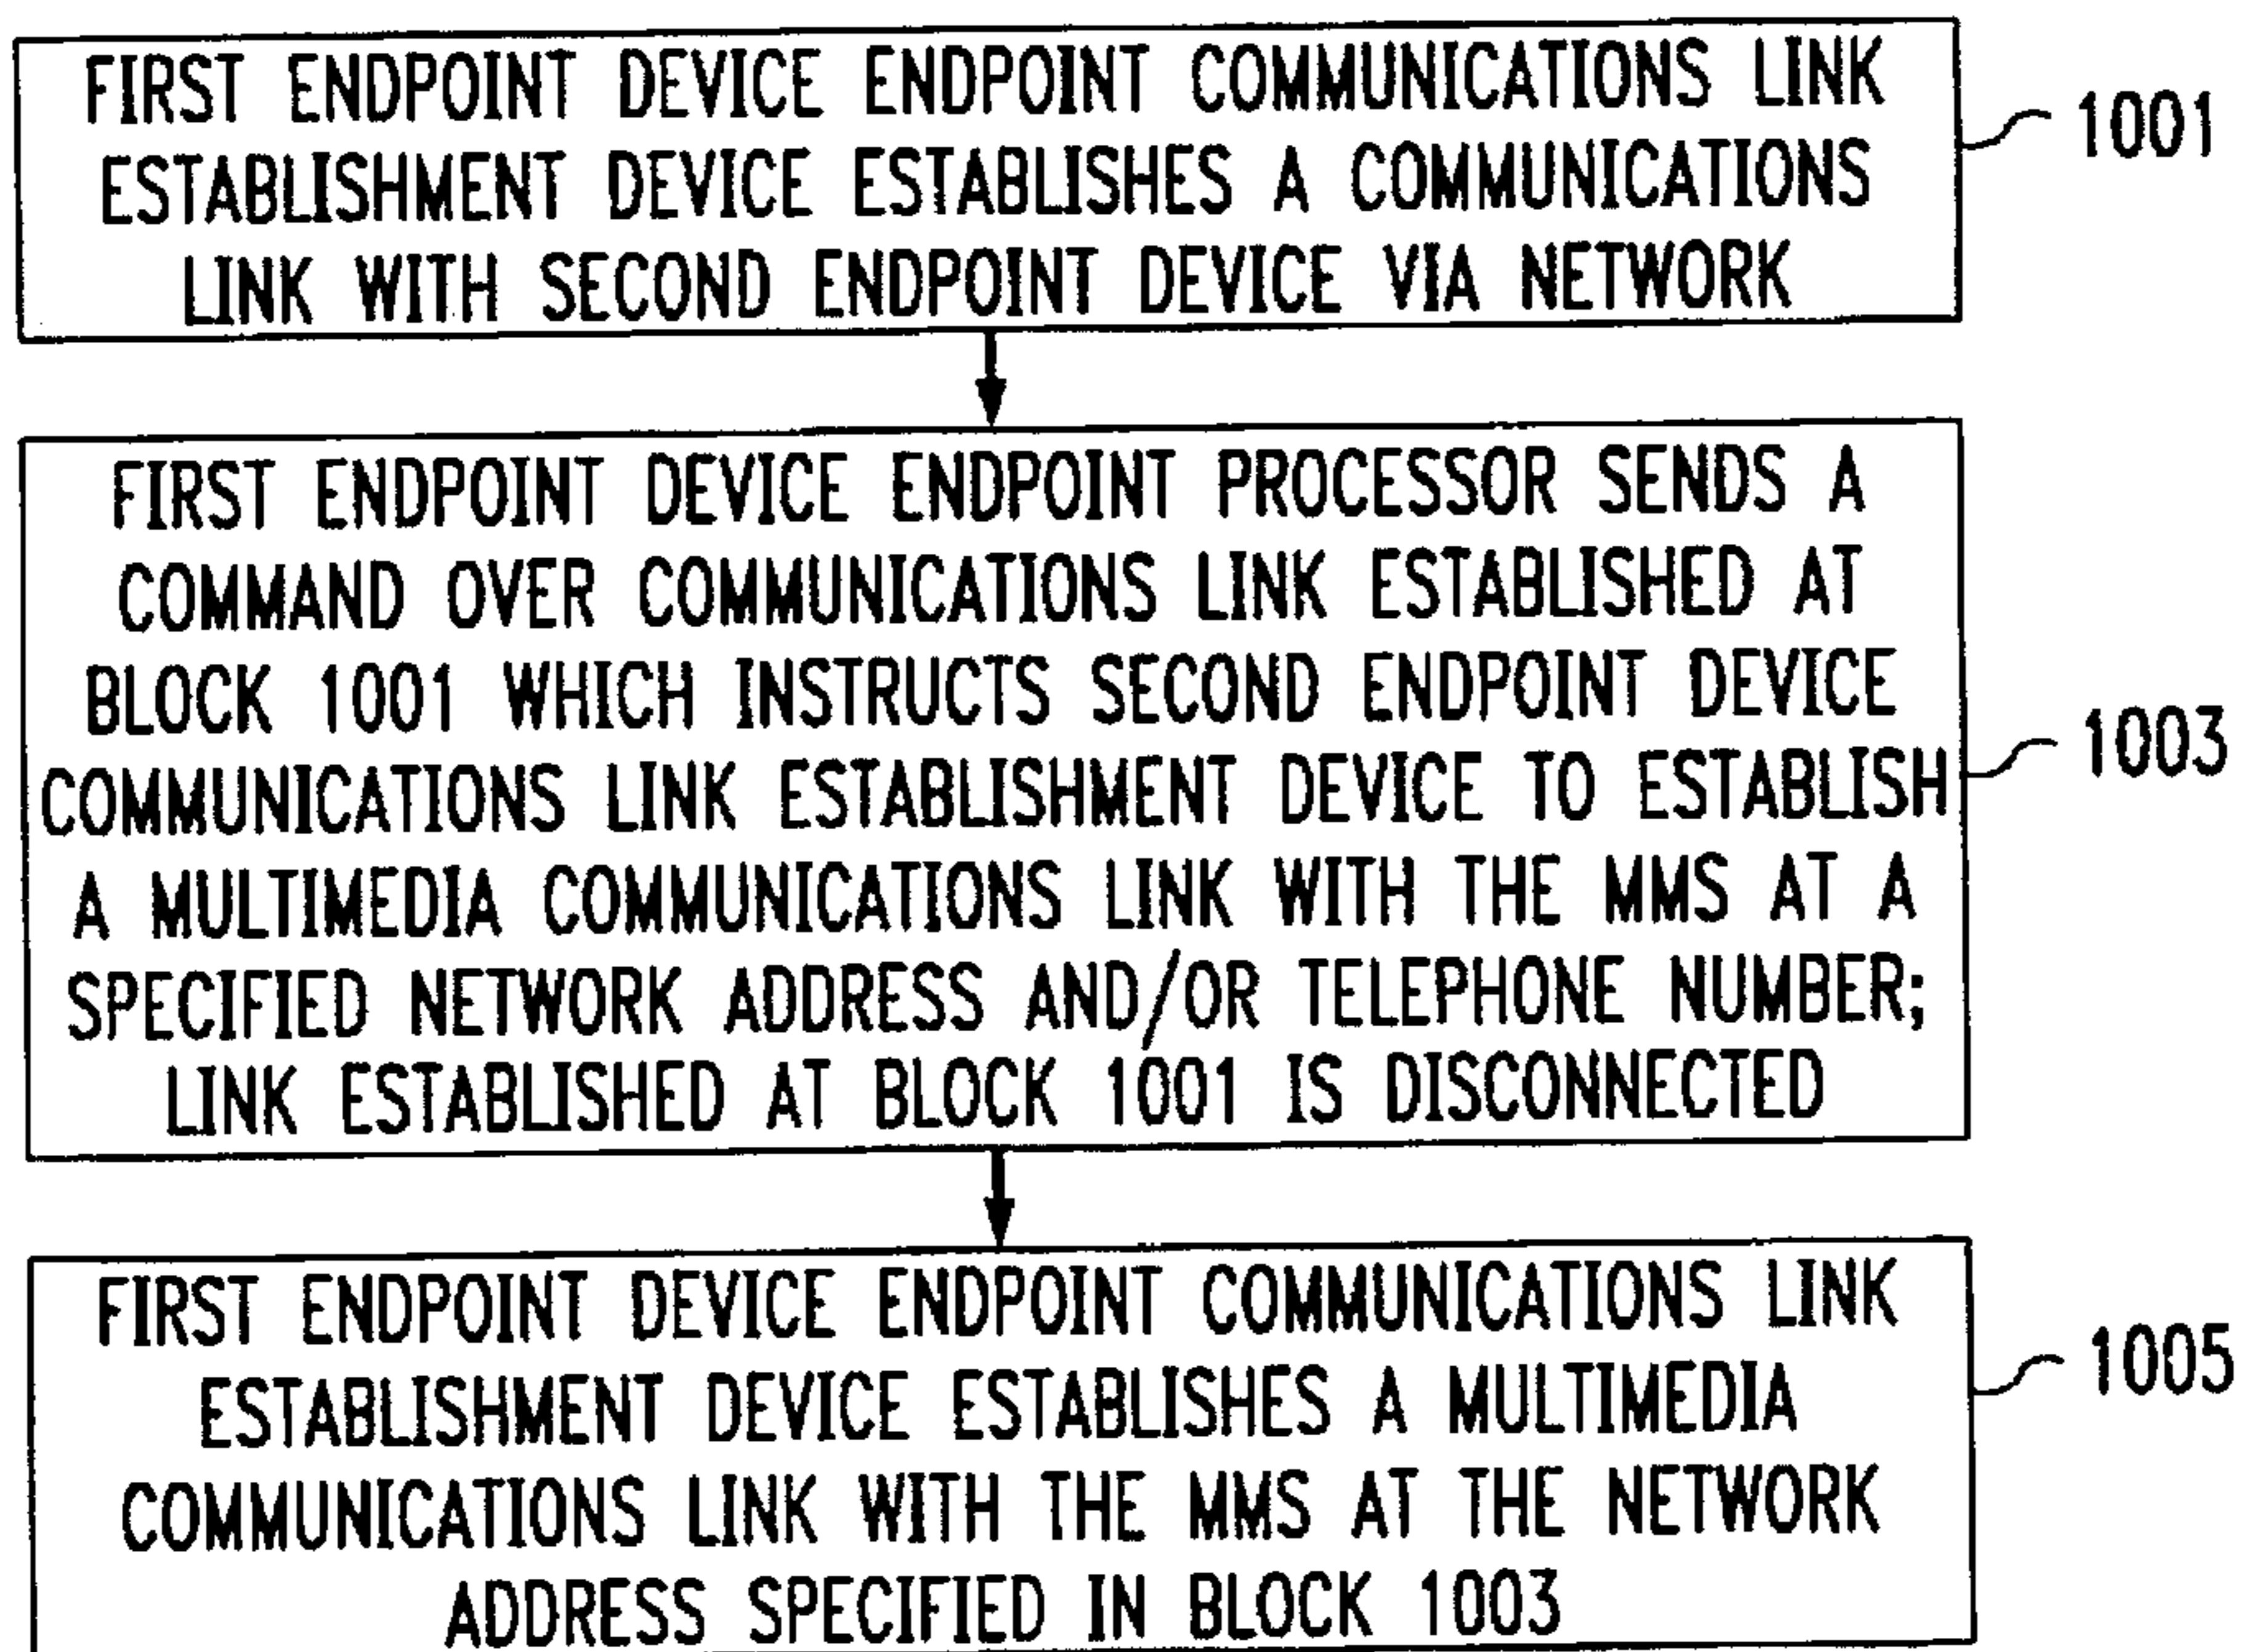 FIRST ENDPOINT DEVICE ENDPOINT COMMUNICATIONS LINK
ESTABLISHMENT DEVICE ESTABLISHES A COMMUNICATIONS
LINK WITH SECOND ENDPOINT DEVICE VIA NETWORK
1001
FIRST ENDPOINT DEVICE ENDPOINT PROCESSOR SENDS A
COMMAND OVER COMMUNICATIONS LINK ESTABLISHED AT
BLOCK 1001 WHICH INSTRUCTS SECOND ENDPOINT DEVICE
COMMUNICATIONS LINK ESTABLISHMENT DEVICE TO ESTABLISH
A MULTIMEDIA COMMUNICATIONS LINK WITH THE MMS AT A
SPECIFIED NETWORK ADDRESS AND/OR TELEPHONE NUMBER;
LINK ESTABLISHED AT BLOCK 1001 IS DISCONNECTED
1003
FIRST ENDPOINT DEVICE ENDPOINT COMMUNICATIONS LINK
ESTABLISHMENT DEVICE ESTABLISHES A MULTIMEDIA
COMMUNICATIONS LINK WITH THE MMS AT THE NETWORK
ADDRESS SPECIFIED IN BLOCK 1003
1005